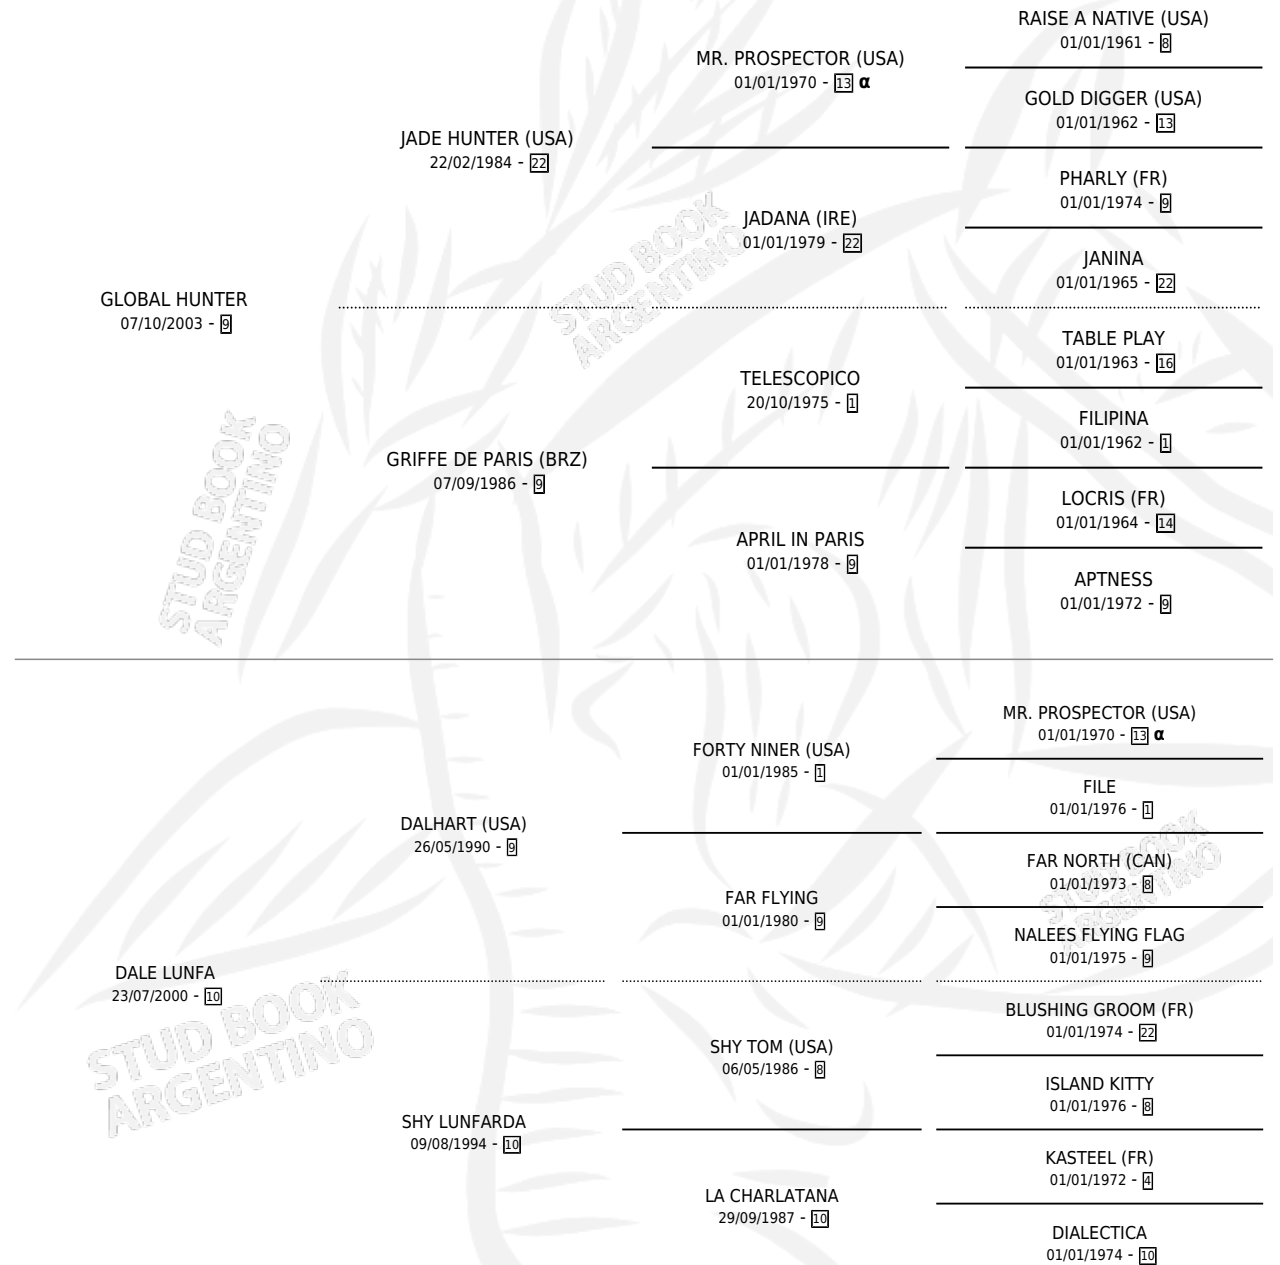 RAISE A NATIVE (USA)
01/01/1961 - 8
MR. PROSPECTOR (USA)
01/01/1970 - 13 α
GOLD DIGGER (USA)
01/01/1962 - 13
JADE HUNTER (USA)
22/02/1984 - 22
PHARLY (FR)
01/01/1974 - 9
JADANA (IRE)
01/01/1979 - 22
JANINA
01/01/1965 - 22
GLOBAL HUNTER
07/10/2003 - 9
TABLE PLAY
01/01/1963 - 16
TELESCOPICO
20/10/1975 - 1
FILIPINA
01/01/1962 - 1
GRIFFE DE PARIS (BRZ)
07/09/1986 - 9
LOCRIS (FR)
01/01/1964 - 14
APRIL IN PARIS
01/01/1978 - 9
APTNESS
01/01/1972 - 9
MR. PROSPECTOR (USA)
01/01/1970 - 13 α
FORTY NINER (USA)
01/01/1985 - 1
FILE
01/01/1976 - 1
DALHART (USA)
26/05/1990 - 9
FAR NORTH (CAN)
01/01/1973 - 8
FAR FLYING
01/01/1980 - 9
NALEES FLYING FLAG
01/01/1975 - 9
DALE LUNFA
23/07/2000 - 10
BLUSHING GROOM (FR)
01/01/1974 - 22
SHY TOM (USA)
06/05/1986 - 8
ISLAND KITTY
01/01/1976 - 8
SHY LUNFARDA
09/08/1994 - 10
KASTEEL (FR)
01/01/1972 - 4
LA CHARLATANA
29/09/1987 - 10
DIALECTICA
01/01/1974 - 10
STUD BOOK
ARGENTINO
STUD BOOK
ARGENTINO
STUD BOOK
ARGENTINO
STUD BOOK
ARGENTINO